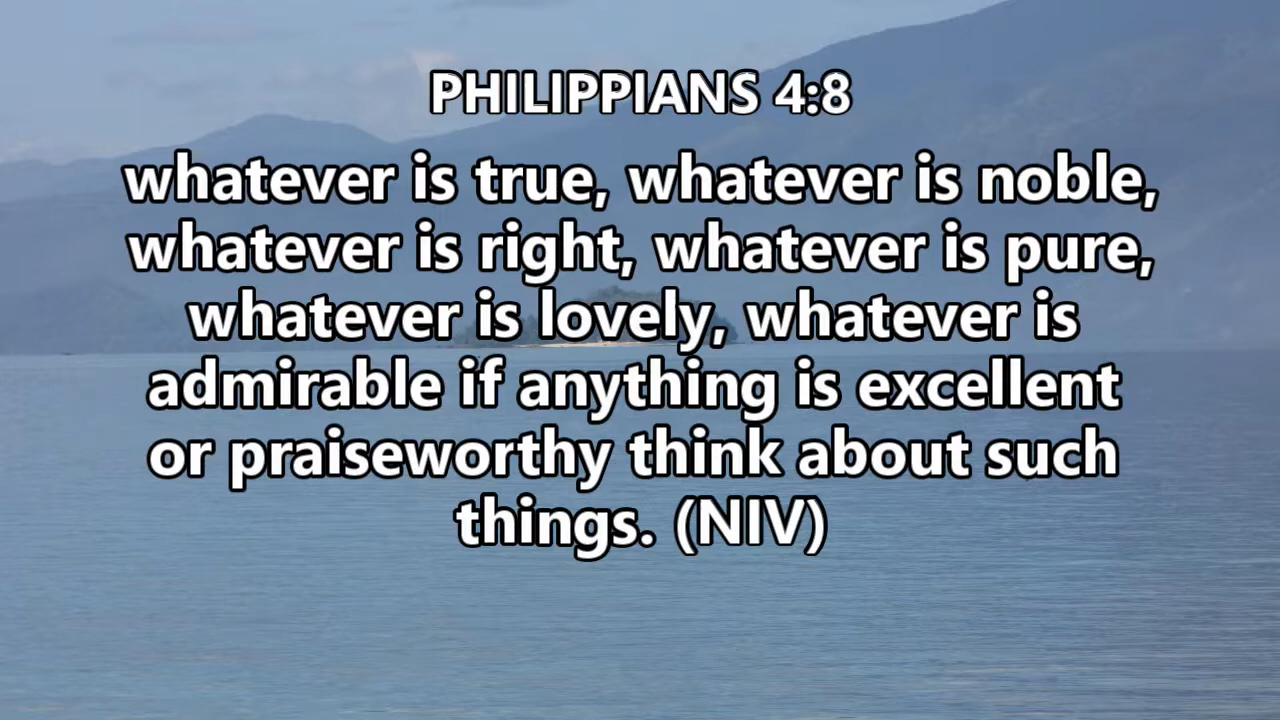 PHILIPPIANS 4:8
whatever is true, whatever is noble,
whatever is right, whatever is pure,
whatever is lovely, whatever is
admirable if anything is excellent
or praiseworthy think about such
things. (NIV)